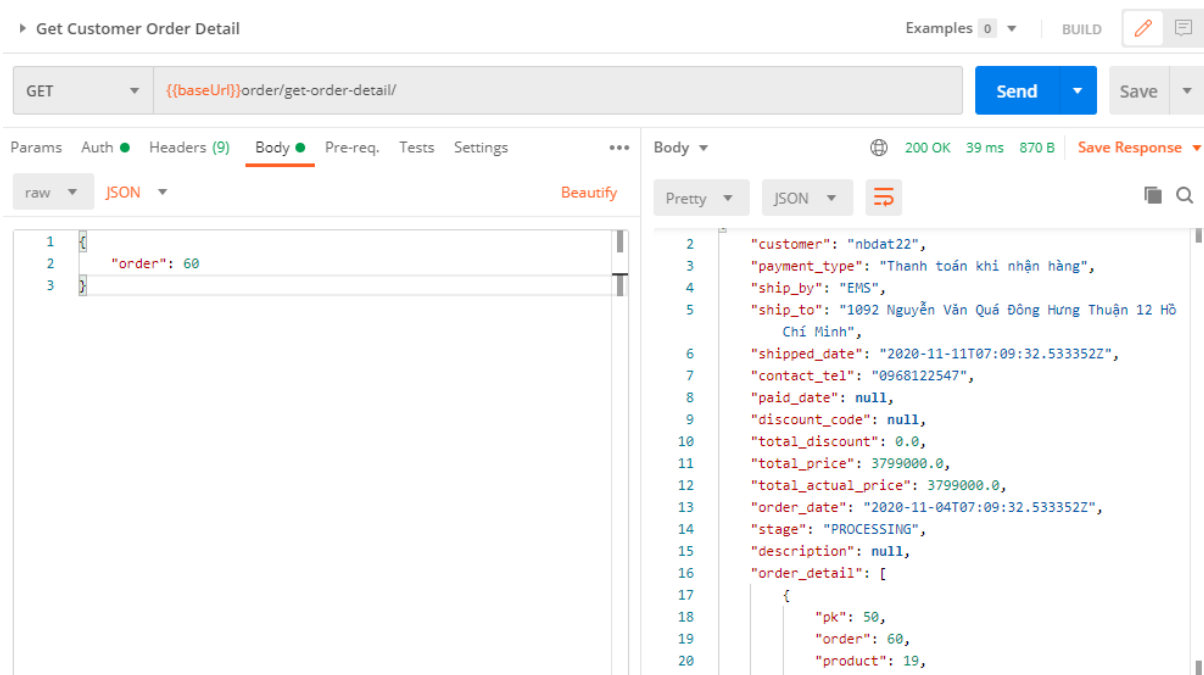 Get Customer Order Detail
Examples 0
BUILD
GET
{{baseUrl}}order/get-order-detail/
Send
Save
Params Auth Headers (9) Body Pre-req. Tests Settings
raw JSON
Beautify
1 {
2 "order": 60
3 }
Body
200 OK 39 ms 870 B Save Response
Pretty JSON
2 "customer": "nbdat22",
3 "payment_type": "Thanh toán khi nhận hàng",
4 "ship_by": "EMS",
5 "ship_to": "1092 Nguyễn Văn Quá Đông Hưng Thuận 12 Hồ
Chí Minh",
6 "shipped_date": "2020-11-11T07:09:32.533352Z",
7 "contact_tel": "0968122547",
8 "paid_date": null,
9 "discount_code": null,
10 "total_discount": 0.0,
11 "total_price": 3799000.0,
12 "total_actual_price": 3799000.0,
13 "order_date": "2020-11-04T07:09:32.533352Z",
14 "stage": "PROCESSING",
15 "description": null,
16 "order_detail": [
17 {
18 "pk": 50,
19 "order": 60,
20 "product": 19,